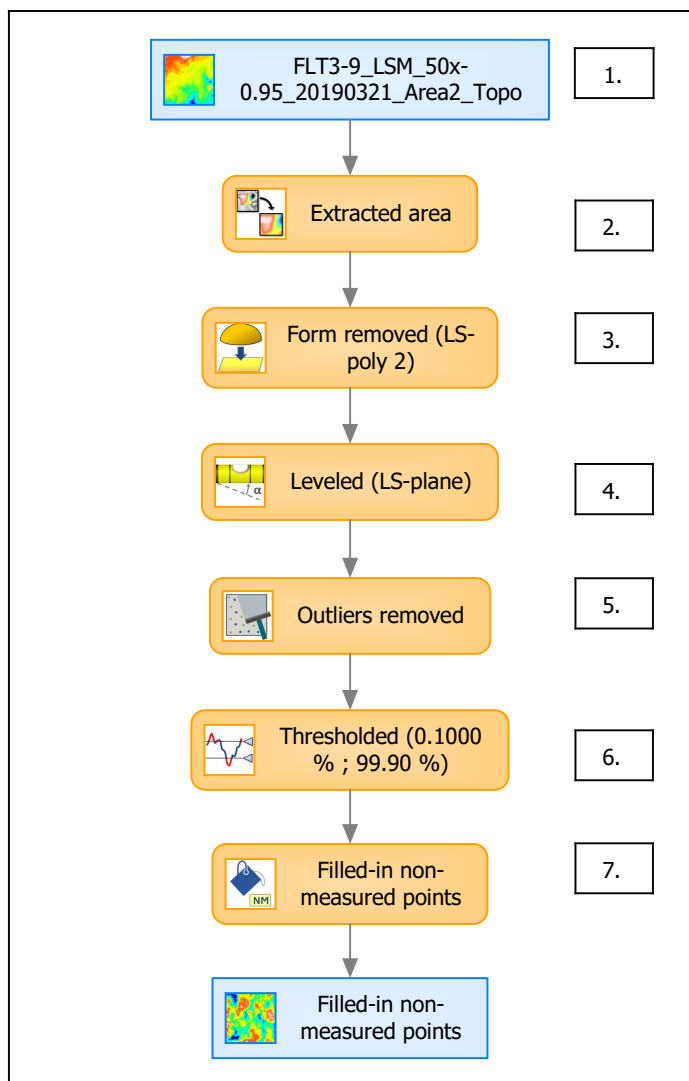 FLT3-9_LSM_50x-
0.95_20190321_Area2_Topo
1.
Extracted area
2.
Form removed (LS-
poly 2)
3.
α
Leveled (LS-plane)
4.
Outliers removed
5.
Thresholded (0.1000
% ; 99.90 %)
6.
NM
Filled-in non-
measured points
7.
Filled-in non-
measured points